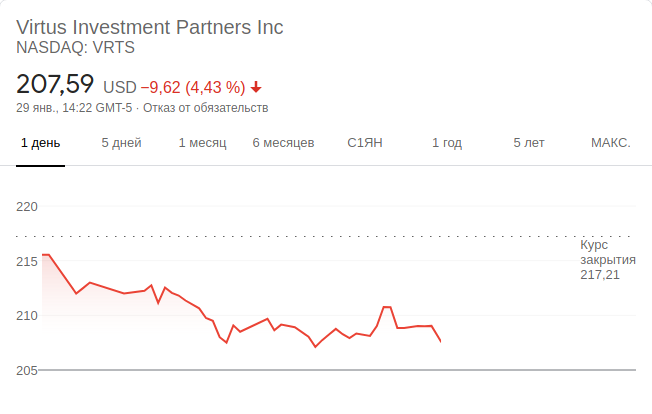 Virtus Investment Partners Inc
NASDAQ: VRTS
207,59 USD −9,62 (4,43 %)
29 янв., 14:22 GMT-5 · Отказ от обязательств
1 день 5 дней 1 месяц 6 месяцев С1ЯН 1 год 5 лет МАКС.
220
Курс
закрытия
217,21
215
210
205